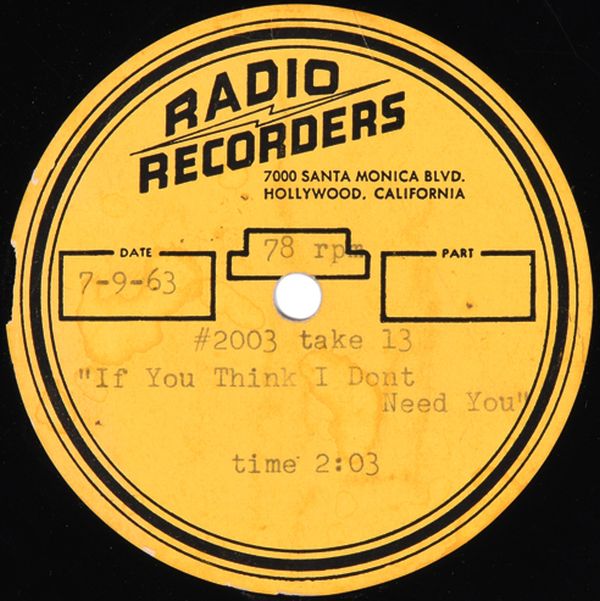 RADIO
RECORDERS
7000 SANTA MONICA BLVD.
HOLLYWOOD, CALIFORNIA
DATE
78 rpm
PART
7-9-63
#2003 take 13
"If You Think I Dont
Need You"
time 2:03